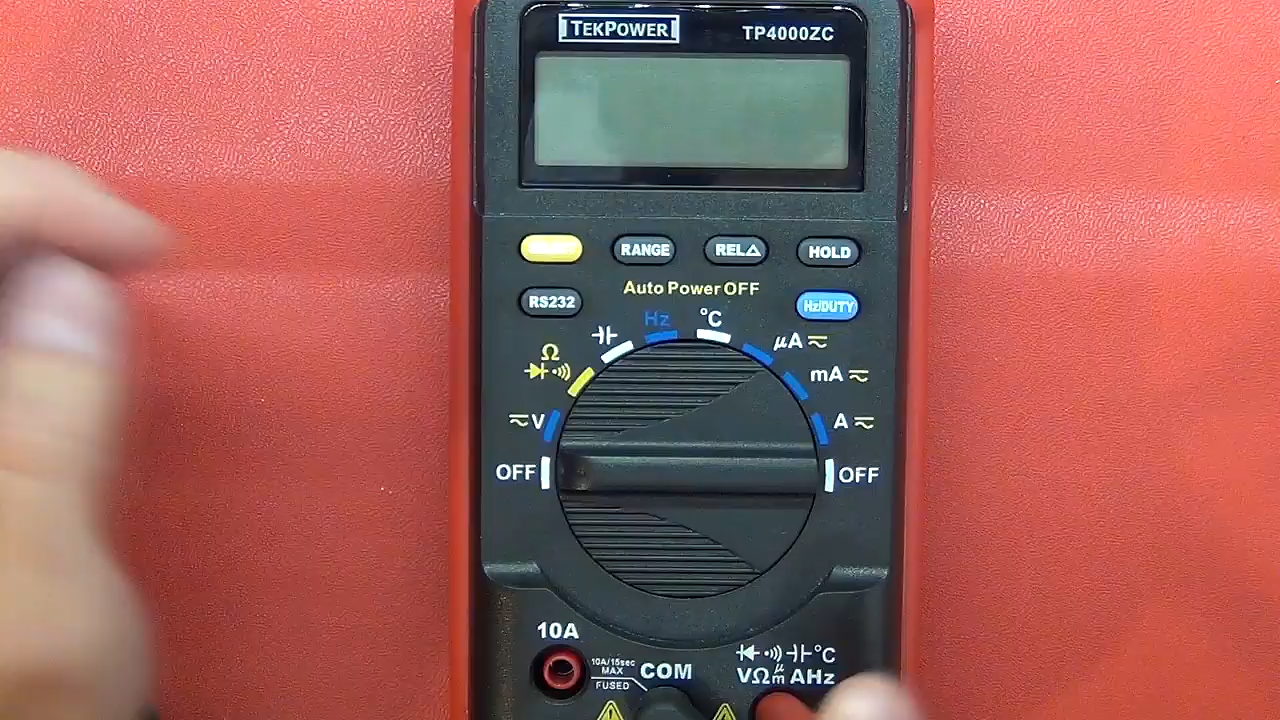 TEKPOWER
TP4000ZC
RANGE
REL△
HOLD
Auto Power OFF
RS232
Hz/DUTY
Hz
°C
Ω
µA
mA
V
A
OFF
OFF
10A
10A/15sec
MAX
FUSED
COM
°C
VΩ µ/m AHz